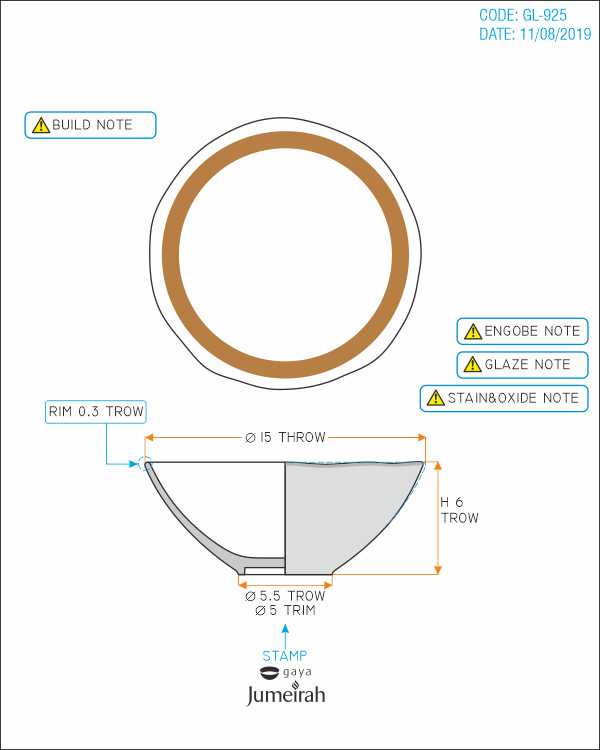 CODE: GL-925
DATE: 11/08/2019
BUILD NOTE
ENGOBE NOTE
GLAZE NOTE
STAIN&OXIDE NOTE
RIM 0.3 TROW
Ø 15 THROW
H 6
TROW
Ø 5.5 TROW
Ø 5 TRIM
STAMP
gaya
Jumeirah